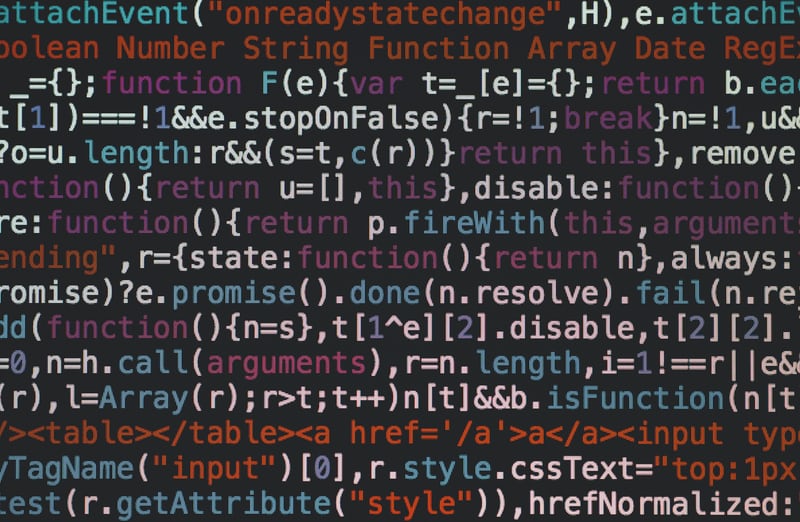 attachEvent("onreadystatechange",H),e.attachEv
oolean Number String Function Array Date RegEx
_={};function F(e){var t=_[e]={};return b.eac
t[1])===!1&&e.stopOnFalse){r=!1;break}n=!1,u&
?o=u.length:r&&(s=t,c(r))}return this},remove
nction(){return u=[],this},disable:function()
re:function(){return p.fireWith(this,argument
ending",r={state:function(){return n},always:
romise)?e.promise().done(n.resolve).fail(n.re
dd(function(){n=s},t[1^e][2].disable,t[2][2].
=0,n=h.call(arguments),r=n.length,i=1!==r||e&
(r),l=Array(r);r>t;t++)n[t]&&b.isFunction(n[t
/><table></table><a href='/a'>a</a><input typ
yTagName("input")[0],r.style.cssText="top:1px
test(r.getAttribute("style")),hrefNormalized: